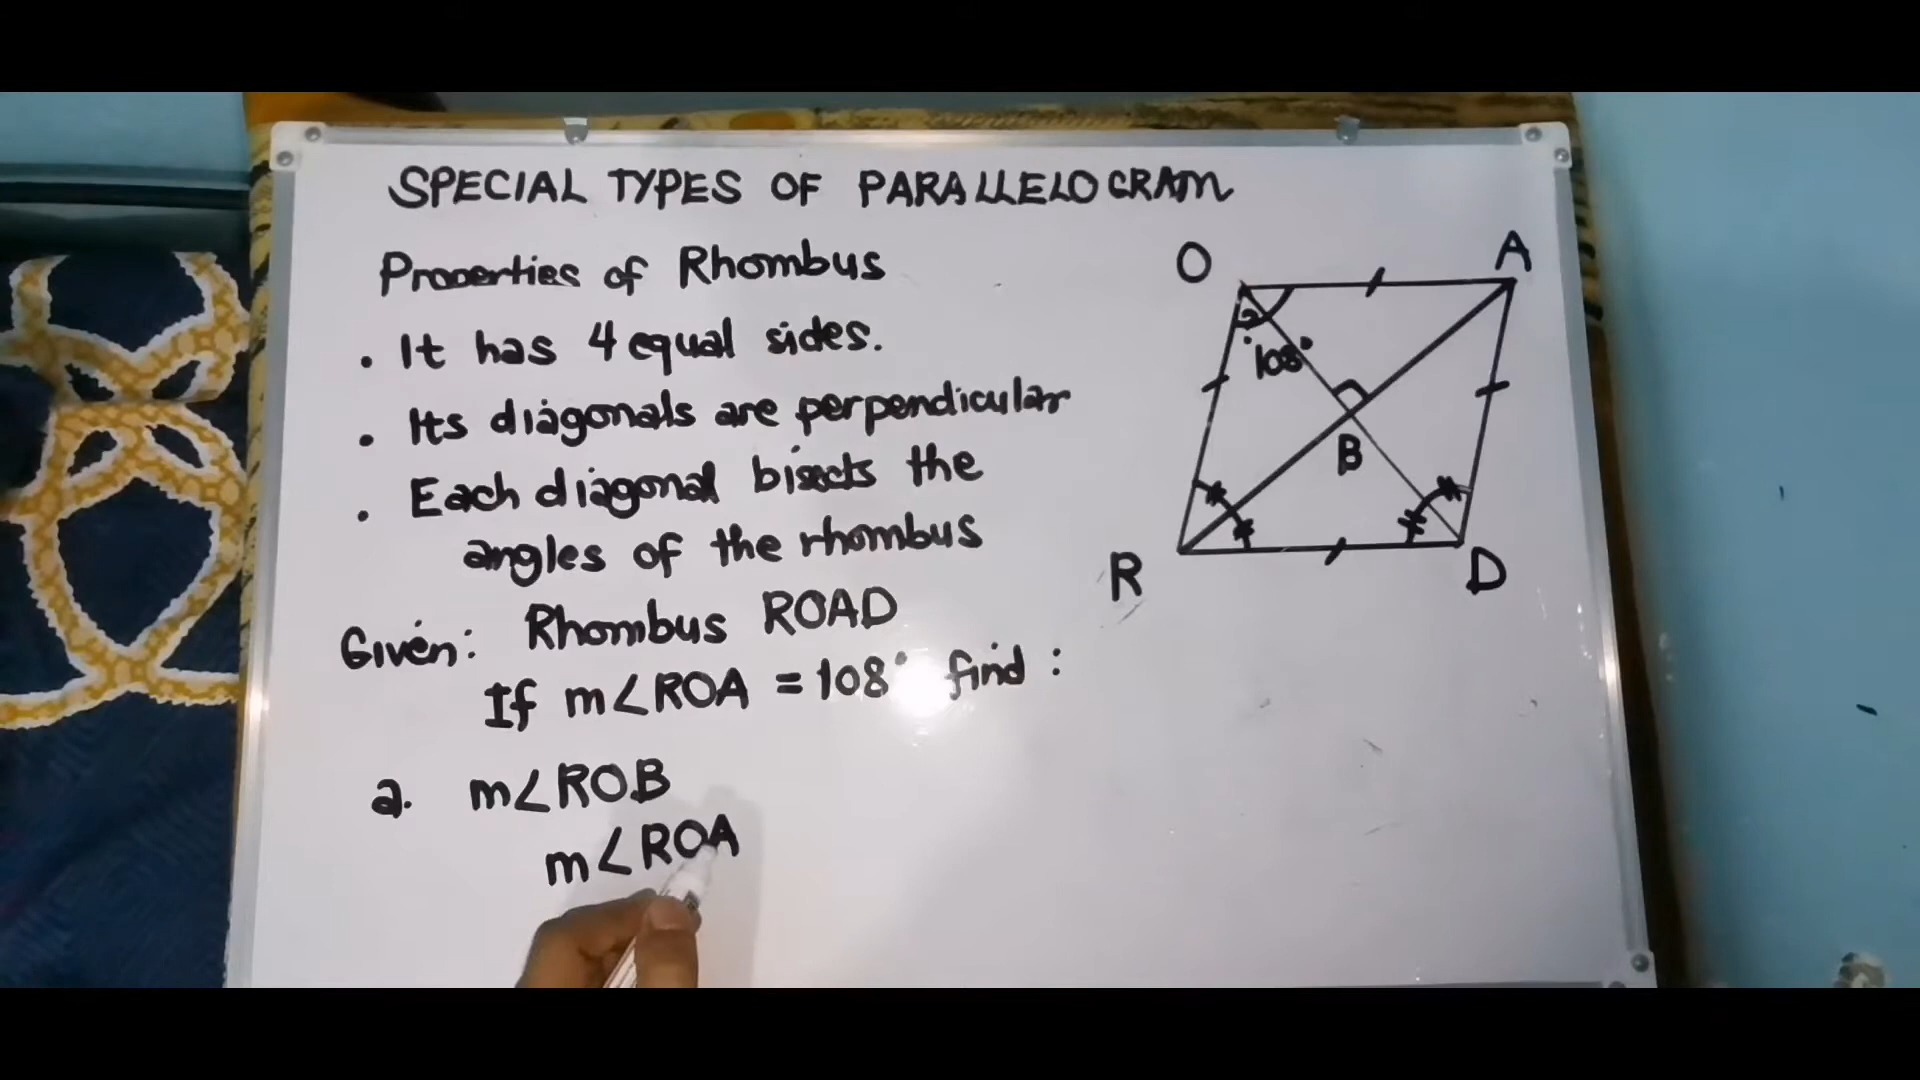 SPECIAL TYPES OF PARALLELOGRAM
Properties of Rhombus
. It has 4 equal sides.
. Its diagonals are perpendicular
. Each diagonal bisects the
angles of the rhombus
Given: Rhombus ROAD
If m∠ROA = 108° find :
a. m∠ROB
m∠ROA
O
A
?
108°
B
R
D